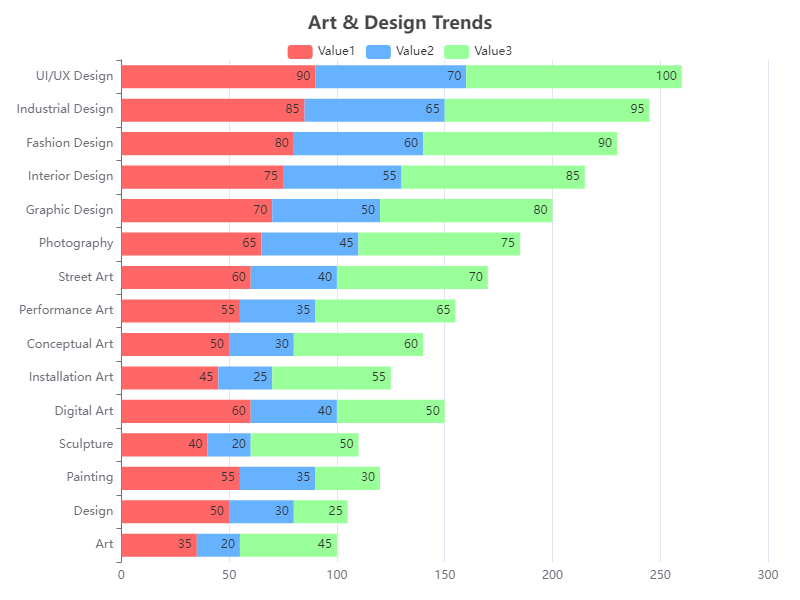 Art & Design Trends
Value1 Value2 Value3
UI/UX Design 90 70 100
Industrial Design 85 65 95
Fashion Design 80 60 90
Interior Design 75 55 85
Graphic Design 70 50 80
Photography 65 45 75
Street Art 60 40 70
Performance Art 55 35 65
Conceptual Art 50 30 60
Installation Art 45 25 55
Digital Art 60 40 50
Sculpture 40 20 50
Painting 55 35 30
Design 50 30 25
Art 35 20 45
0 50 100 150 200 250 300